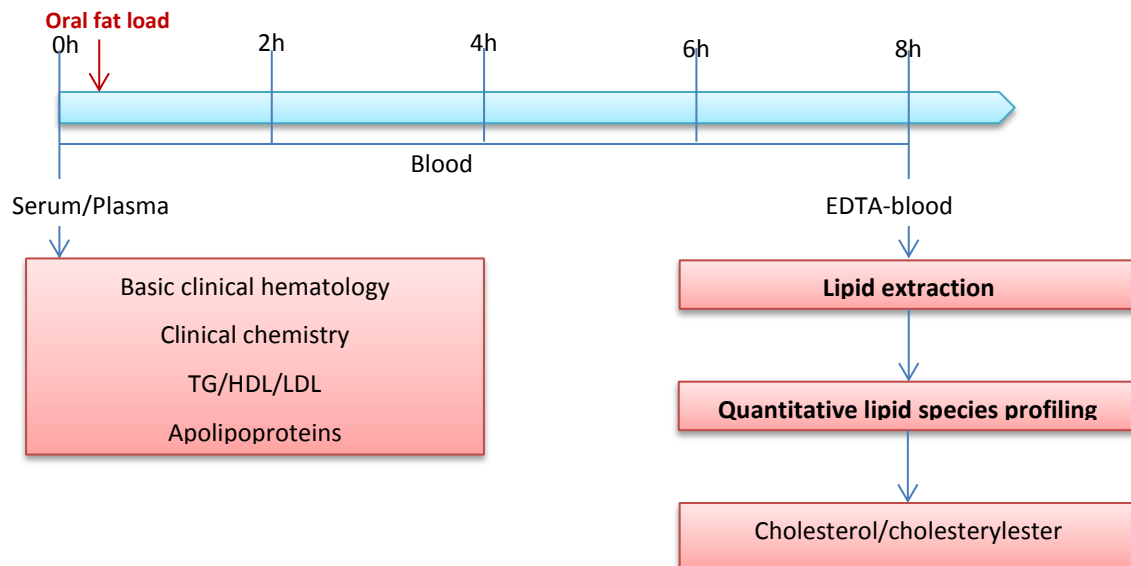 Oral fat load
0h
2h
4h
6h
8h
Blood
Serum/Plasma
EDTA-blood
Basic clinical hematology
Clinical chemistry
TG/HDL/LDL
Apolipoproteins
Lipid extraction
Quantitative lipid species profiling
Cholesterol/cholesterylester